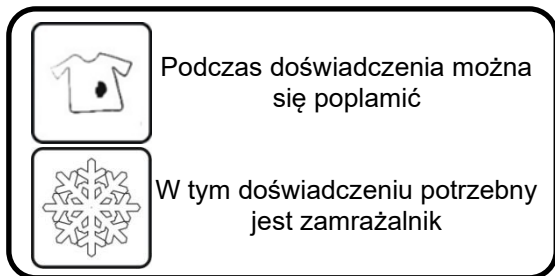 Podczas doświadczenia można
się poplamić
W tym doświadczeniu potrzebny
jest zamrażalnik